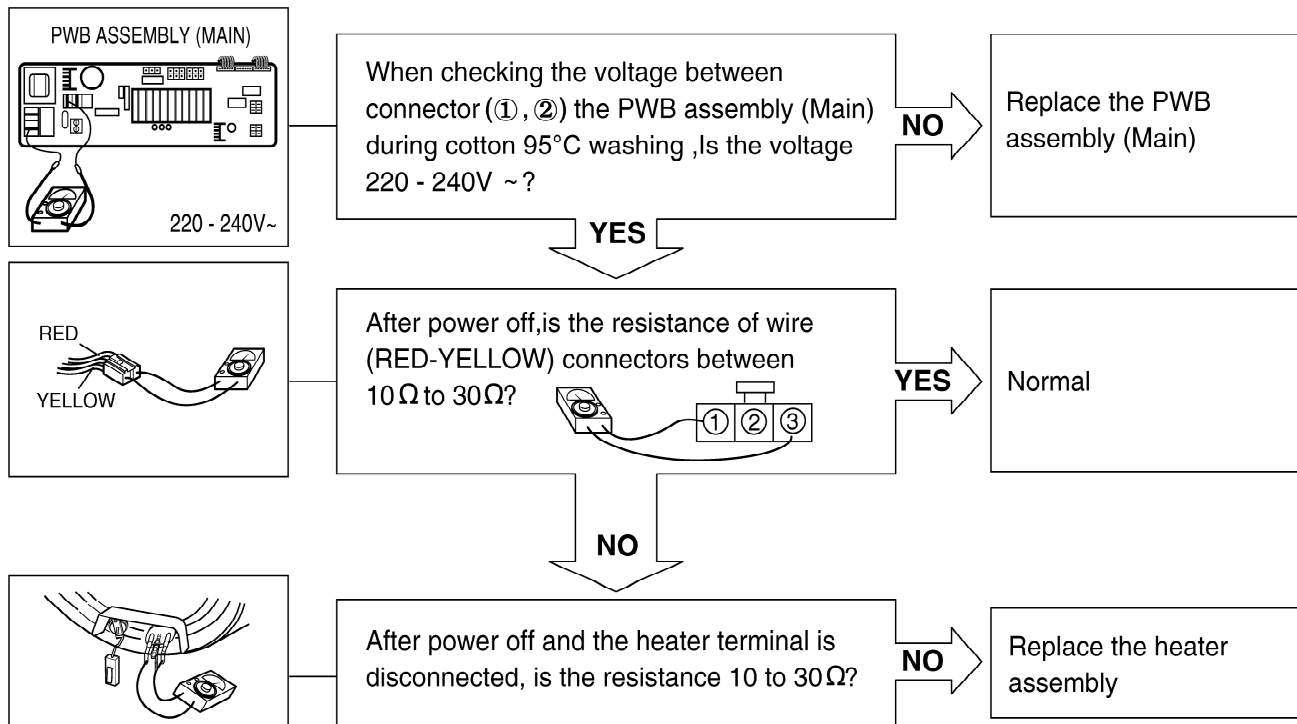 PWB ASSEMBLY (MAIN)
220 - 240V~
When checking the voltage between
connector (①, ②) the PWB assembly (Main)
during cotton 95°C washing ,Is the voltage
220 - 240V ~?
NO
Replace the PWB
assembly (Main)
YES
RED
YELLOW
After power off,is the resistance of wire
(RED-YELLOW) connectors between
10Ω to 30Ω?
① ② ③
YES
Normal
NO
After power off and the heater terminal is
disconnected, is the resistance 10 to 30Ω?
NO
Replace the heater
assembly